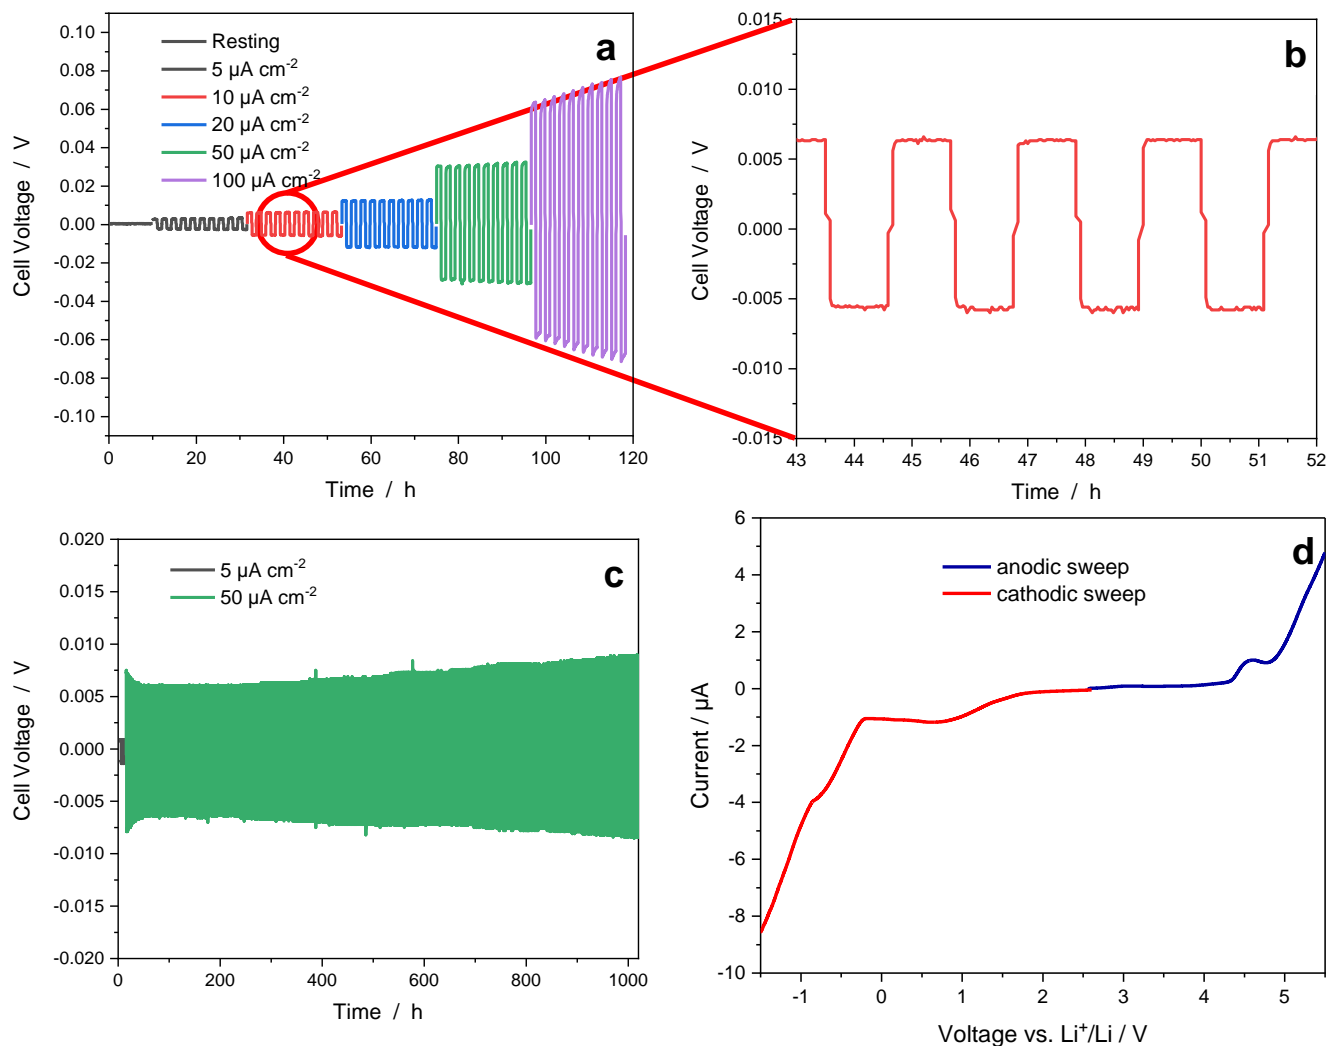 a
Resting
5 µA cm-2
10 µA cm-2
20 µA cm-2
50 µA cm-2
100 µA cm-2
0.10
0.08
0.06
0.04
0.02
0.00
-0.02
-0.04
-0.06
-0.08
-0.10
Cell Voltage / V
0 20 40 60 80 100 120
Time / h
b
0.015
0.010
0.005
0.000
-0.005
-0.010
-0.015
Cell Voltage / V
43 44 45 46 47 48 49 50 51 52
Time / h
c
5 µA cm-2
50 µA cm-2
0.020
0.015
0.010
0.005
0.000
-0.005
-0.010
-0.015
-0.020
Cell Voltage / V
0 200 400 600 800 1000
Time / h
d
anodic sweep
cathodic sweep
6
4
2
0
-2
-4
-6
-8
-10
Current / µA
-1 0 1 2 3 4 5
Voltage vs. Li+/Li / V